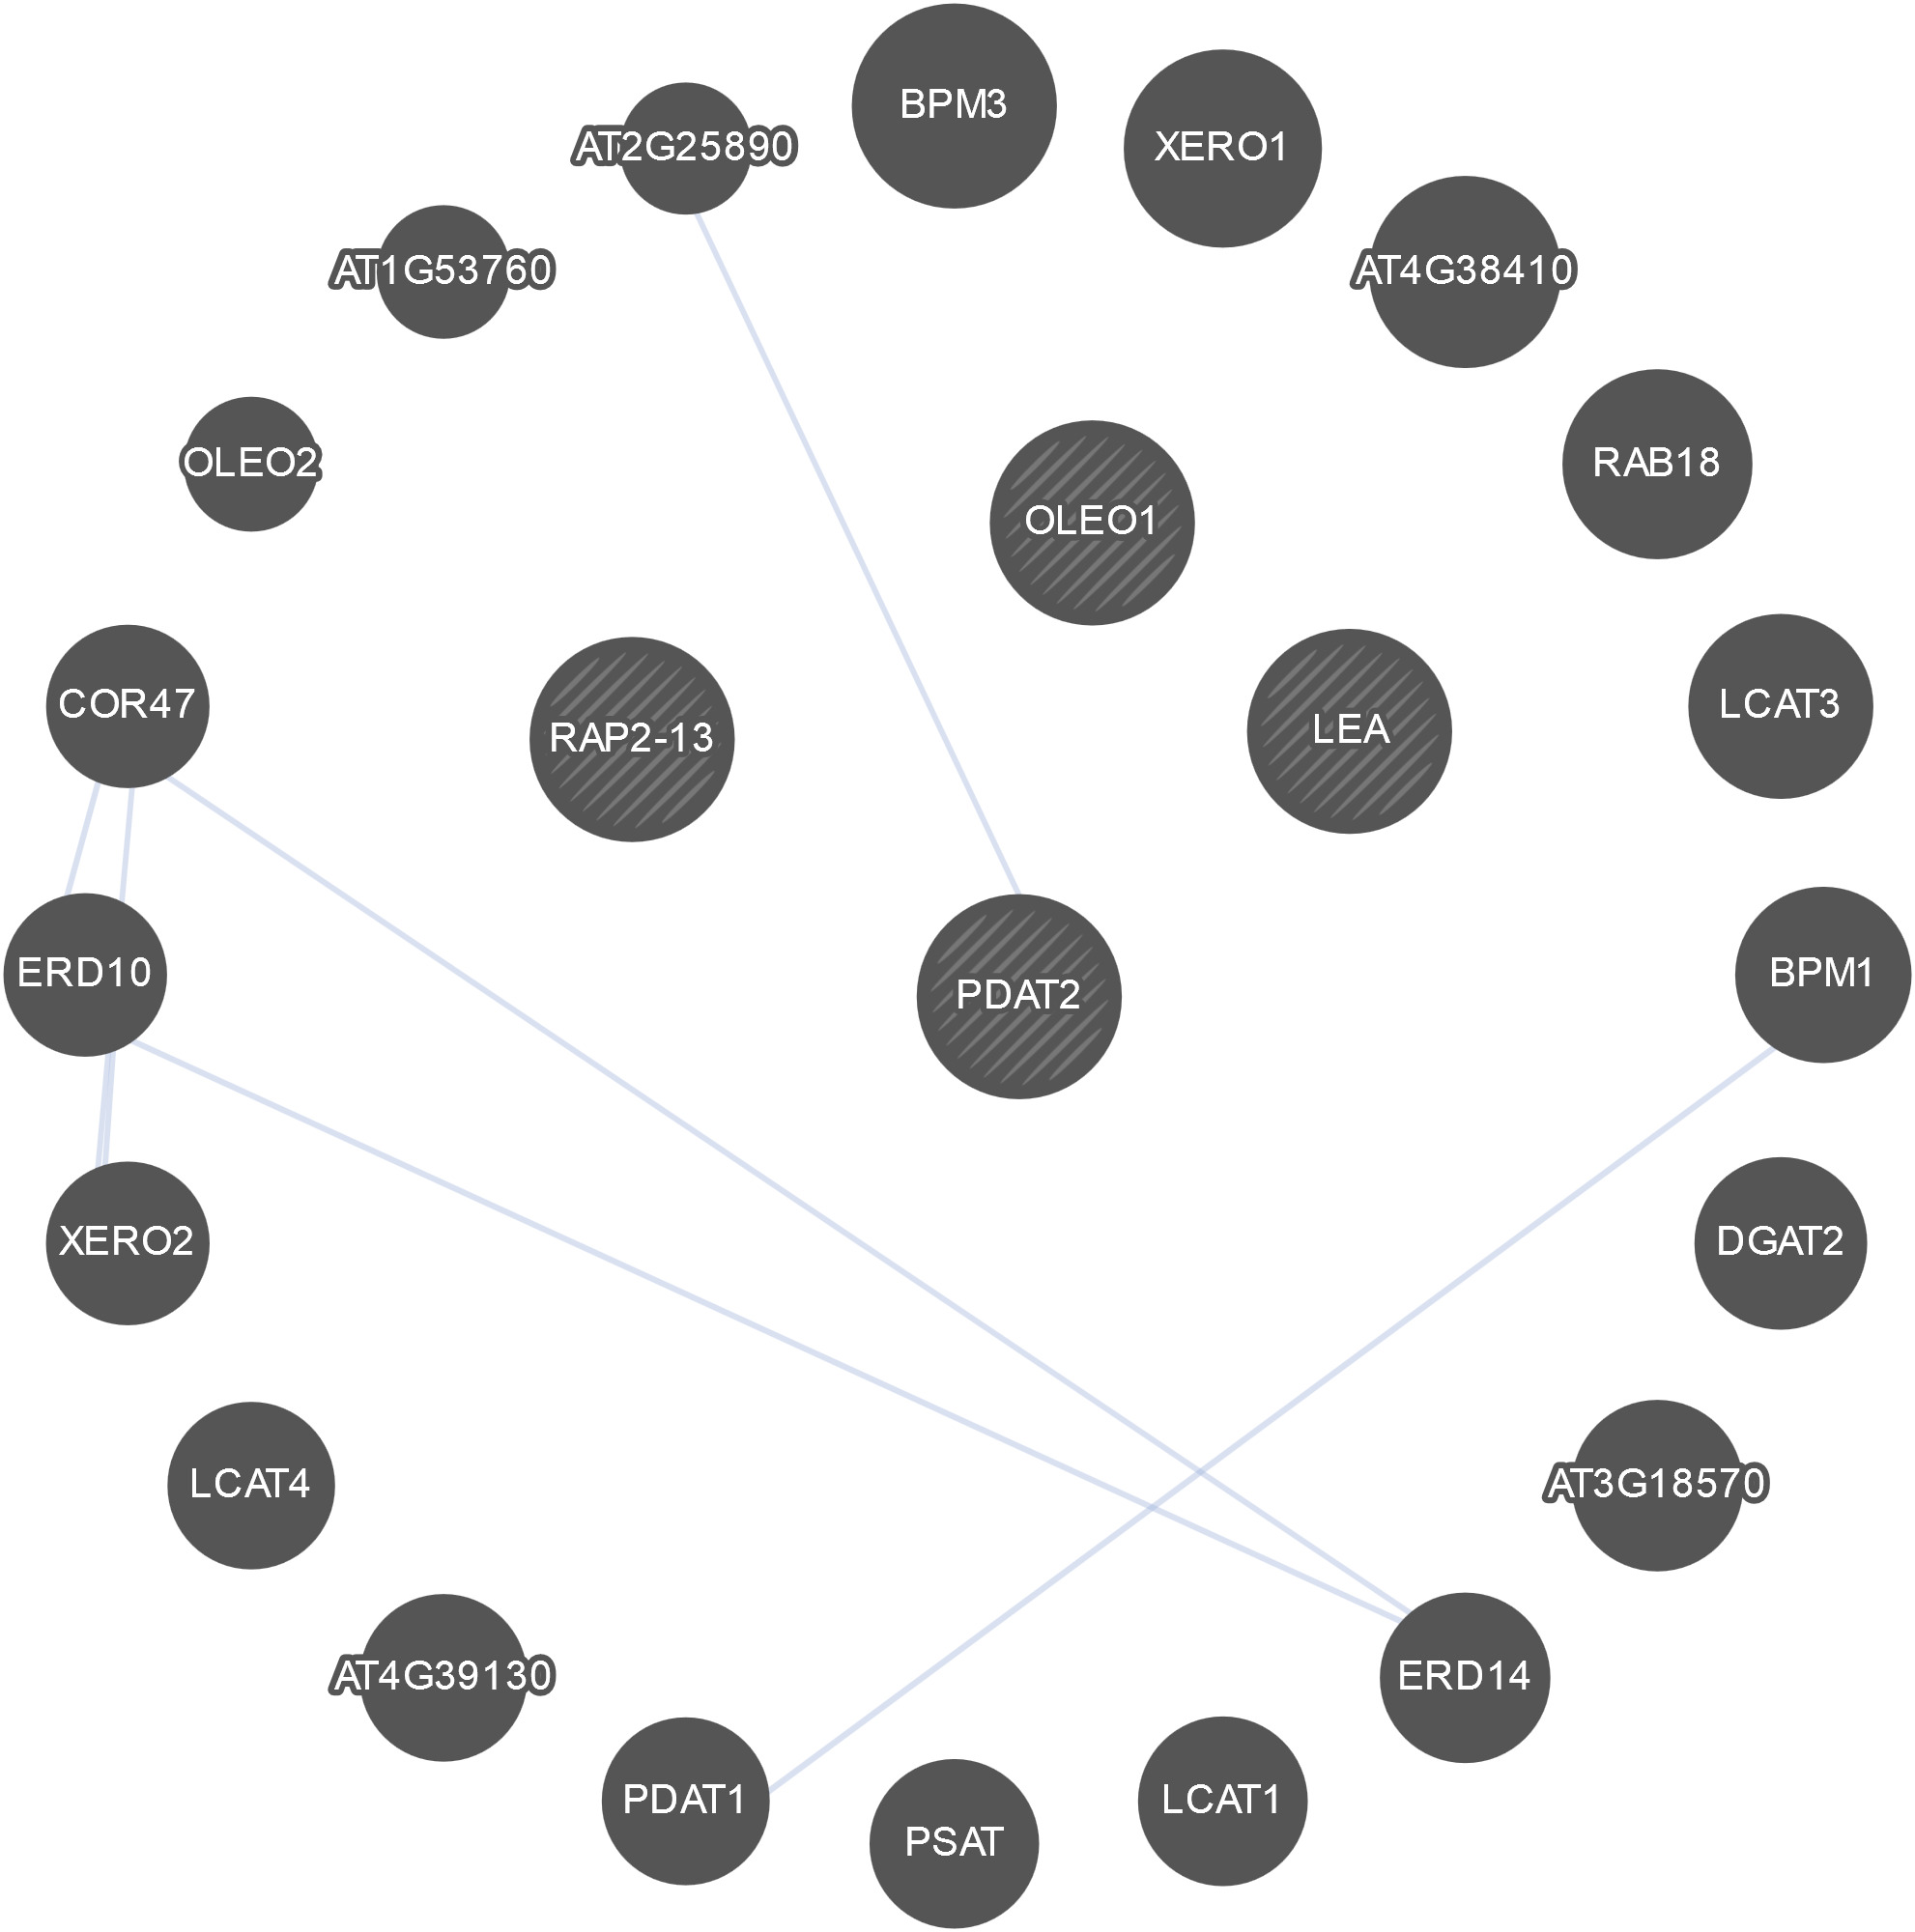 BPM3
XERO1
AT2G25890
AT1G53760
AT4G38410
OLEO2
RAB18
OLEO1
COR47
RAP2-13
LEA
LCAT3
ERD10
PDAT2
BPM1
XERO2
DGAT2
LCAT4
AT3G18570
AT4G39130
ERD14
PDAT1
LCAT1
PSAT